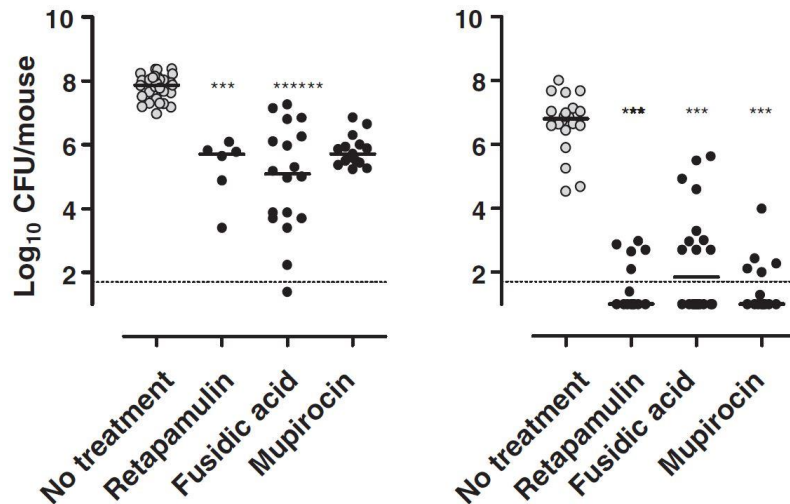 Log10 CFU/mouse
10
8
6
4
2
***
******
No treatment
Retapamulin
Fusidic acid
Mupirocin
10
8
6
4
2
***
***
***
No treatment
Retapamulin
Fusidic acid
Mupirocin